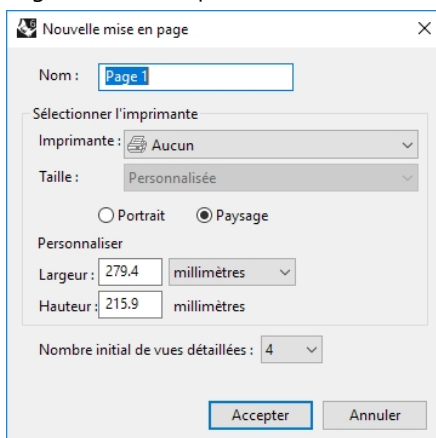 Nouvelle mise en page
Nom : Page 1
Sélectionner l'imprimante
Imprimante : Aucun
Taille : Personnalisée
Portrait Paysage
Personnaliser
Largeur : 279.4 millimètres
Hauteur : 215.9 millimètres
Nombre initial de vues détaillées : 4
Accepter Annuler